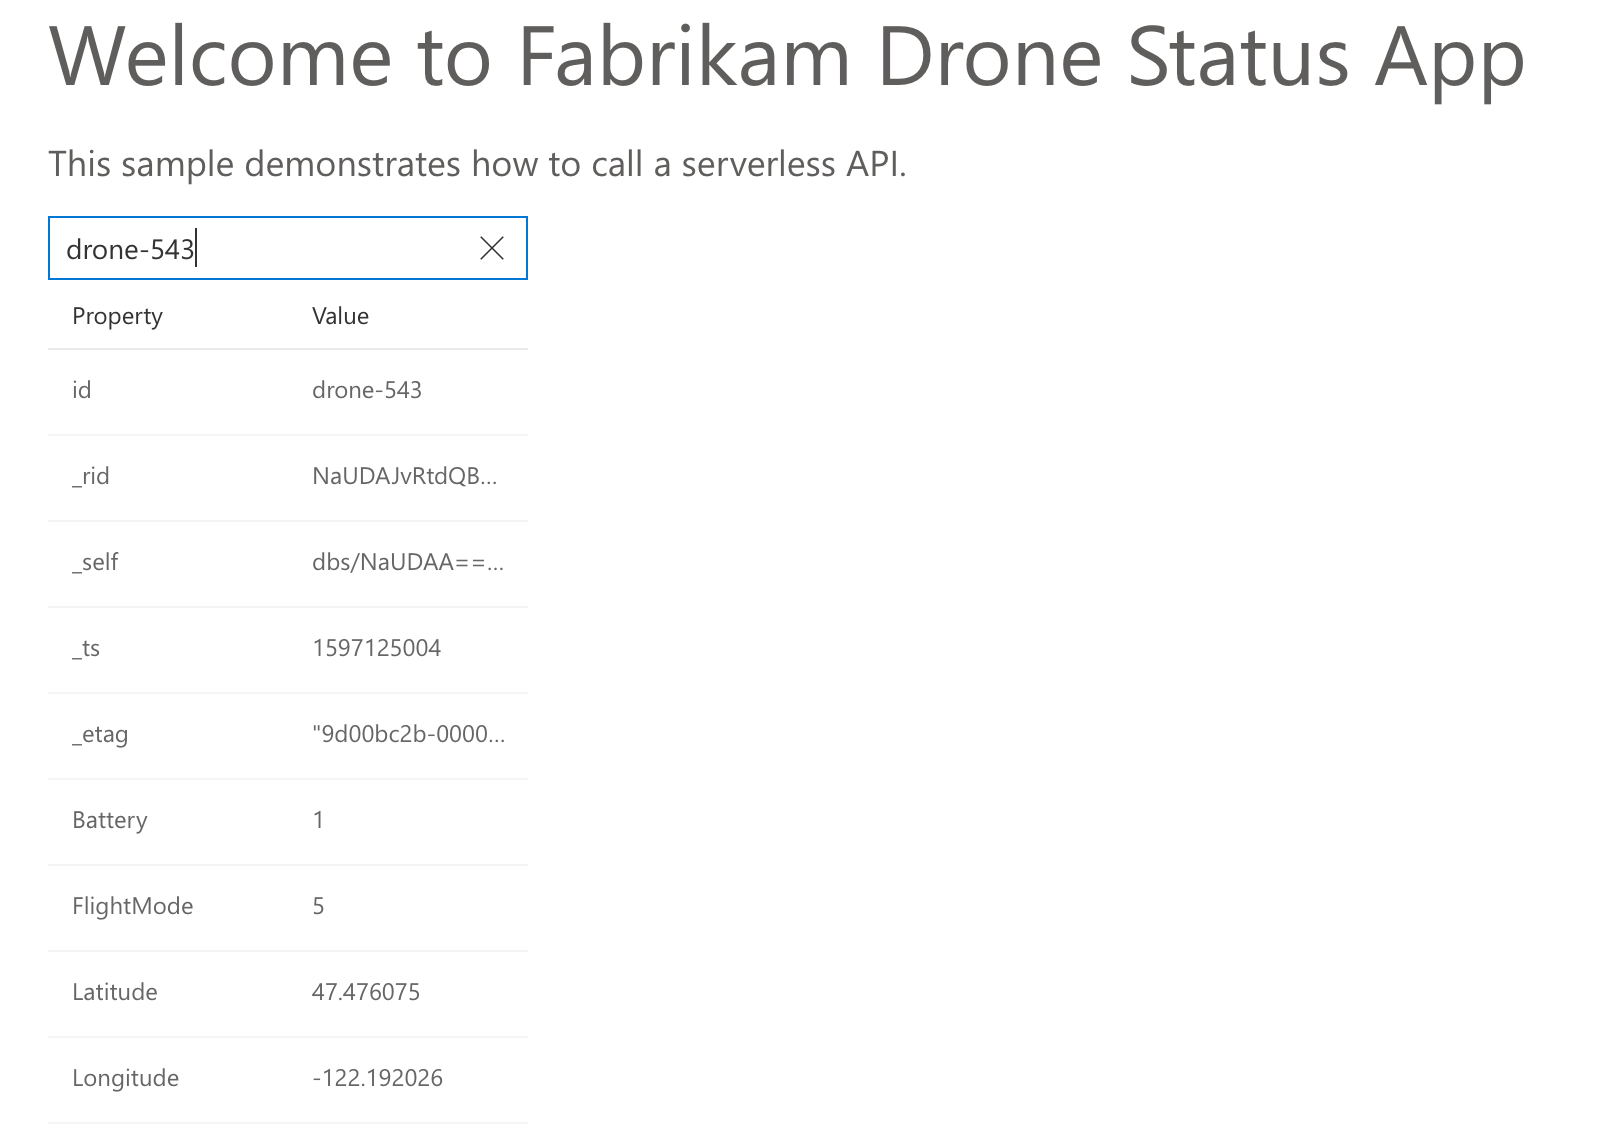 Welcome to Fabrikam Drone Status App
This sample demonstrates how to call a serverless API.
drone-543
Property Value
id drone-543
_rid NaUDAJvRtdQB...
_self dbs/NaUDAA==...
_ts 1597125004
_etag "9d00bc2b-0000...
Battery 1
FlightMode 5
Latitude 47.476075
Longitude -122.192026